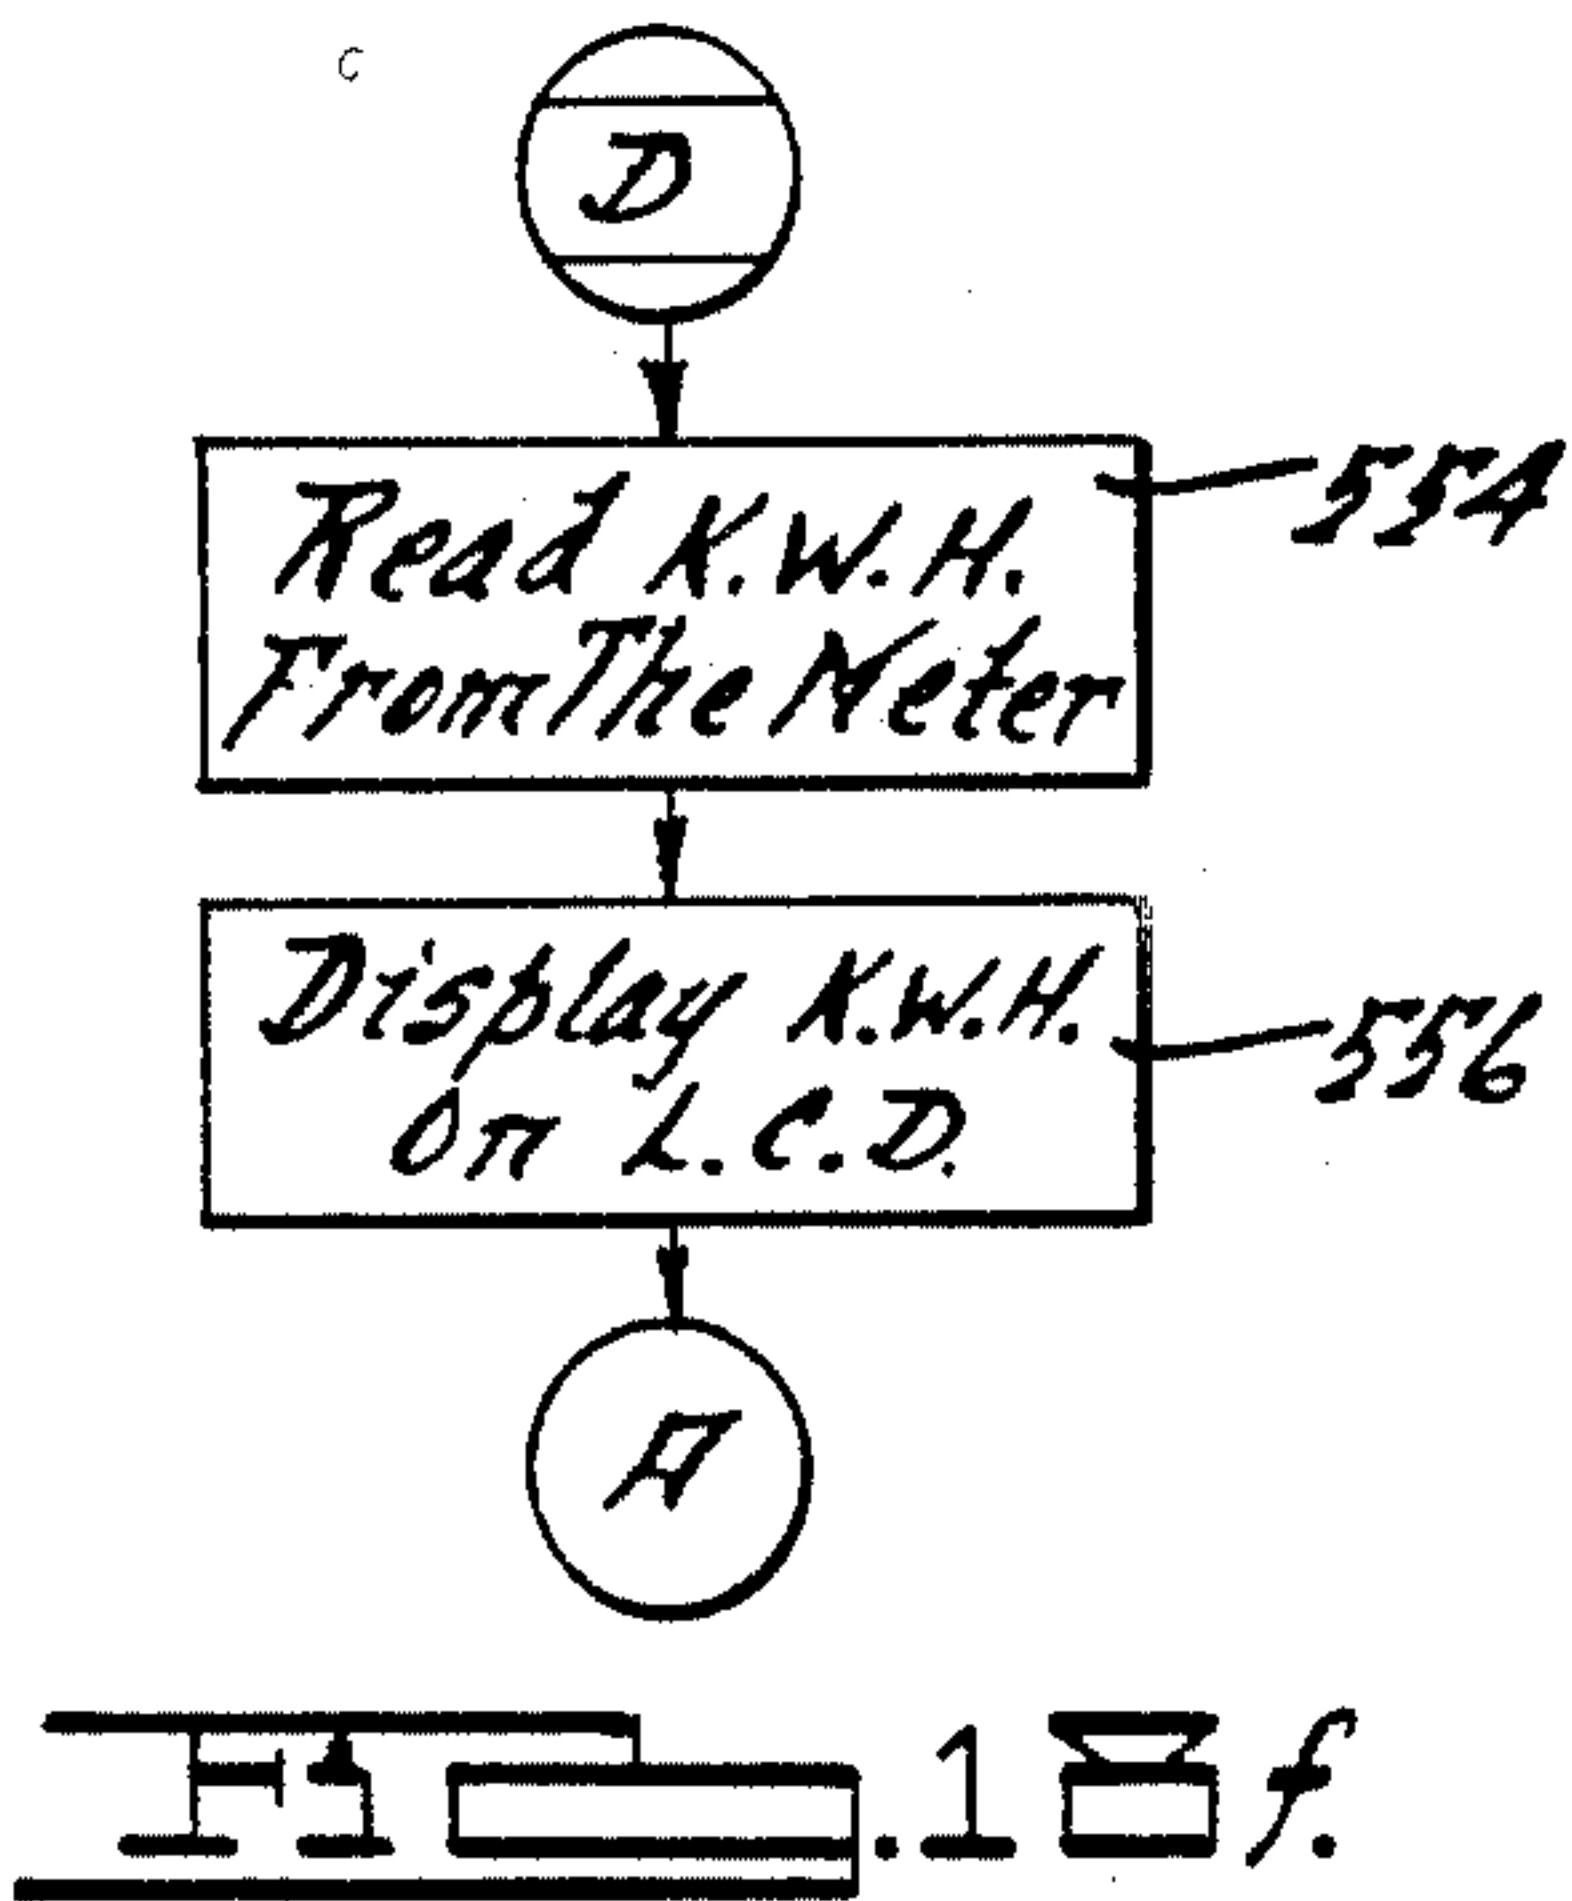 D
Read K.W.H.
From The Meter
554
Display K.W.H.
On L.C.D.
556
A
Fig.18f.